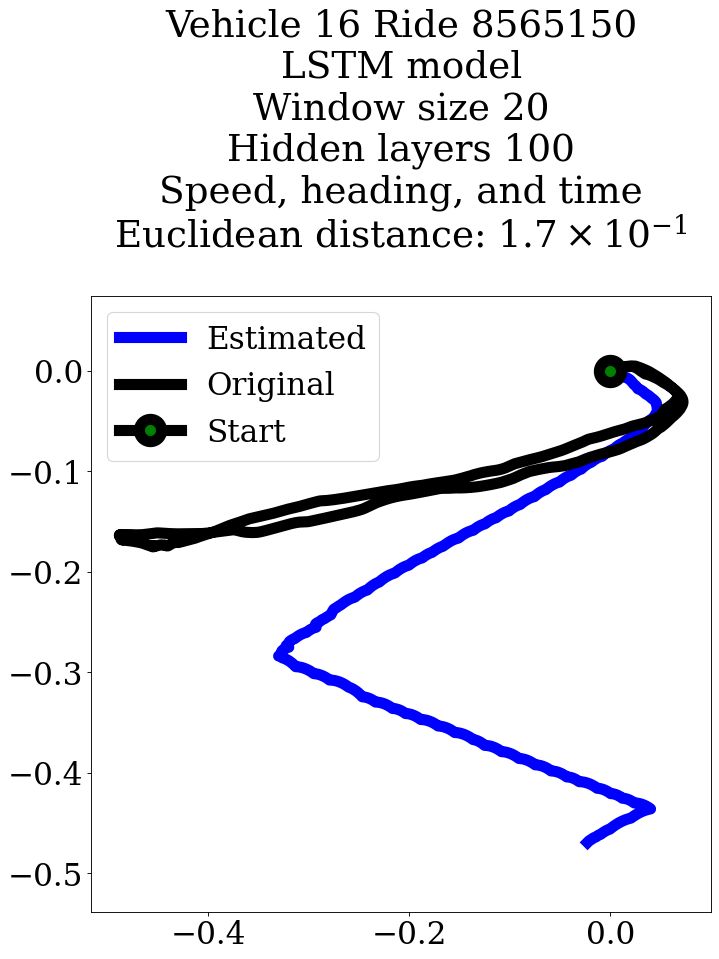 Vehicle 16 Ride 8565150
LSTM model
Window size 20
Hidden layers 100
Speed, heading, and time
Euclidean distance: 1.7 × 10⁻¹
Estimated
Original
Start
0.0
−0.1
−0.2
−0.3
−0.4
−0.5
−0.4 −0.2 0.0